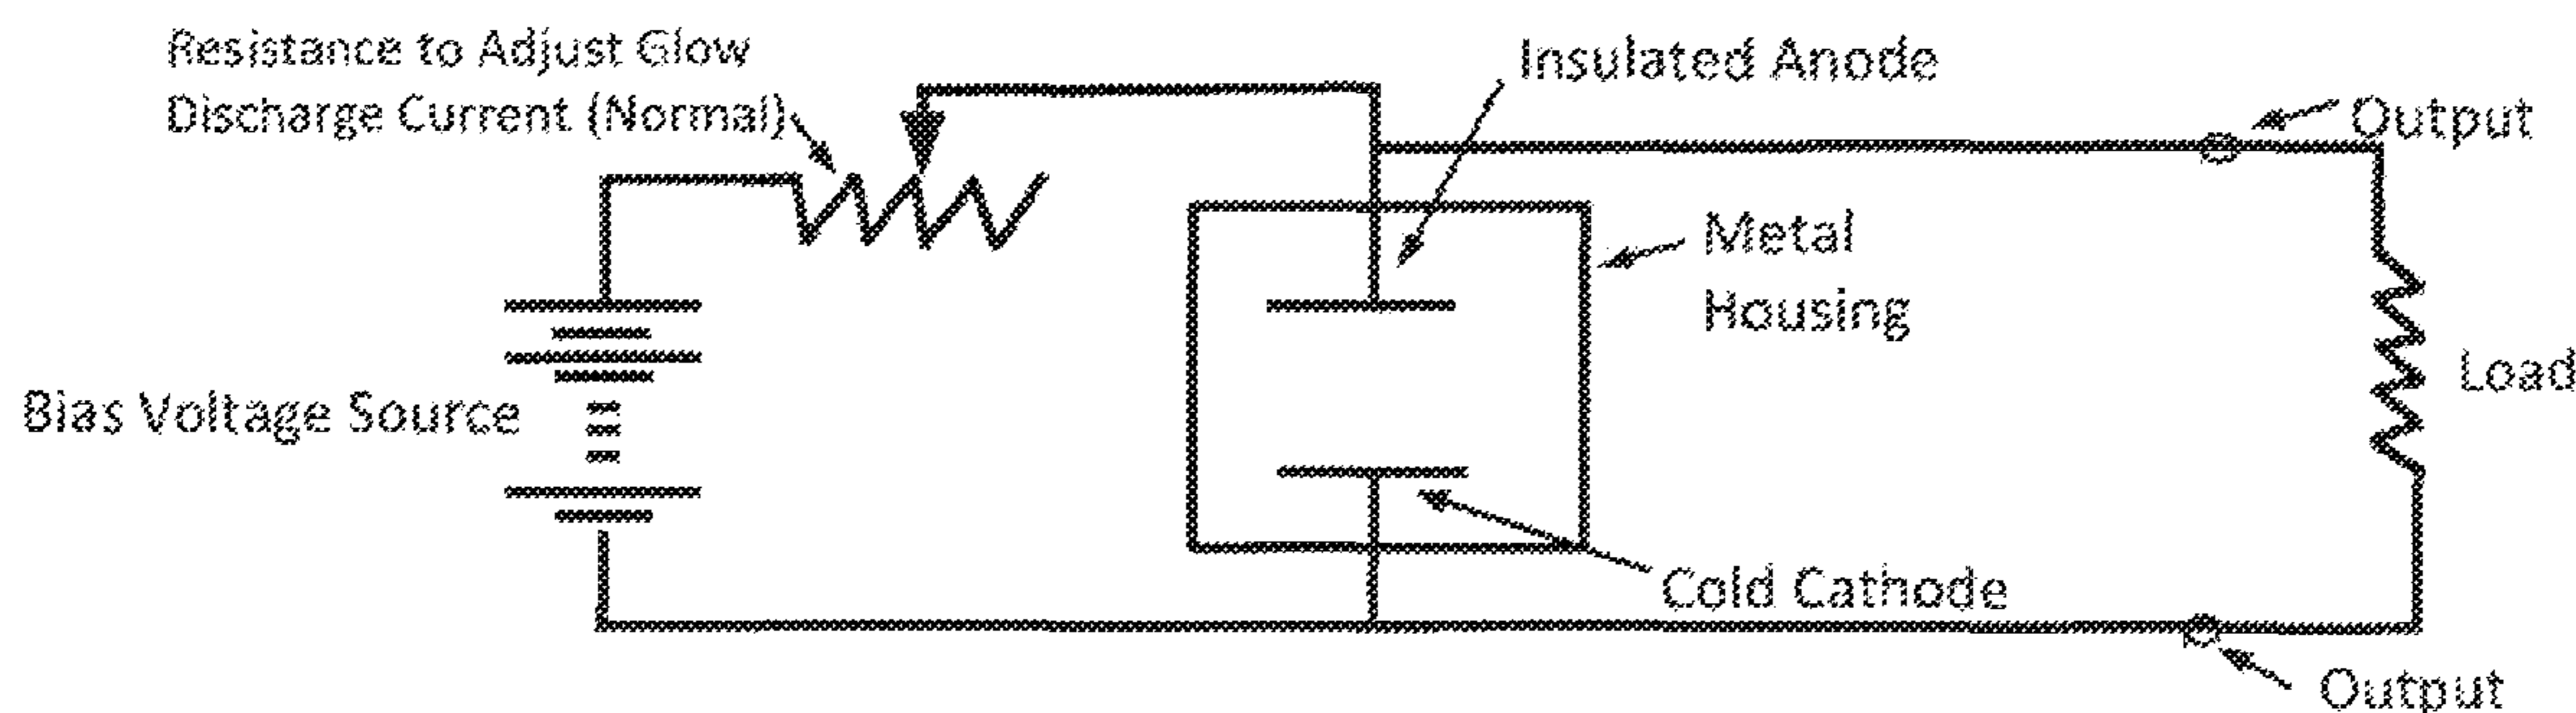 Resistance to Adjust Glow
Discharge Current (Normal)
Insulated Anode
Output
Metal
Housing
Bias Voltage Source
Load
Cold Cathode
Output